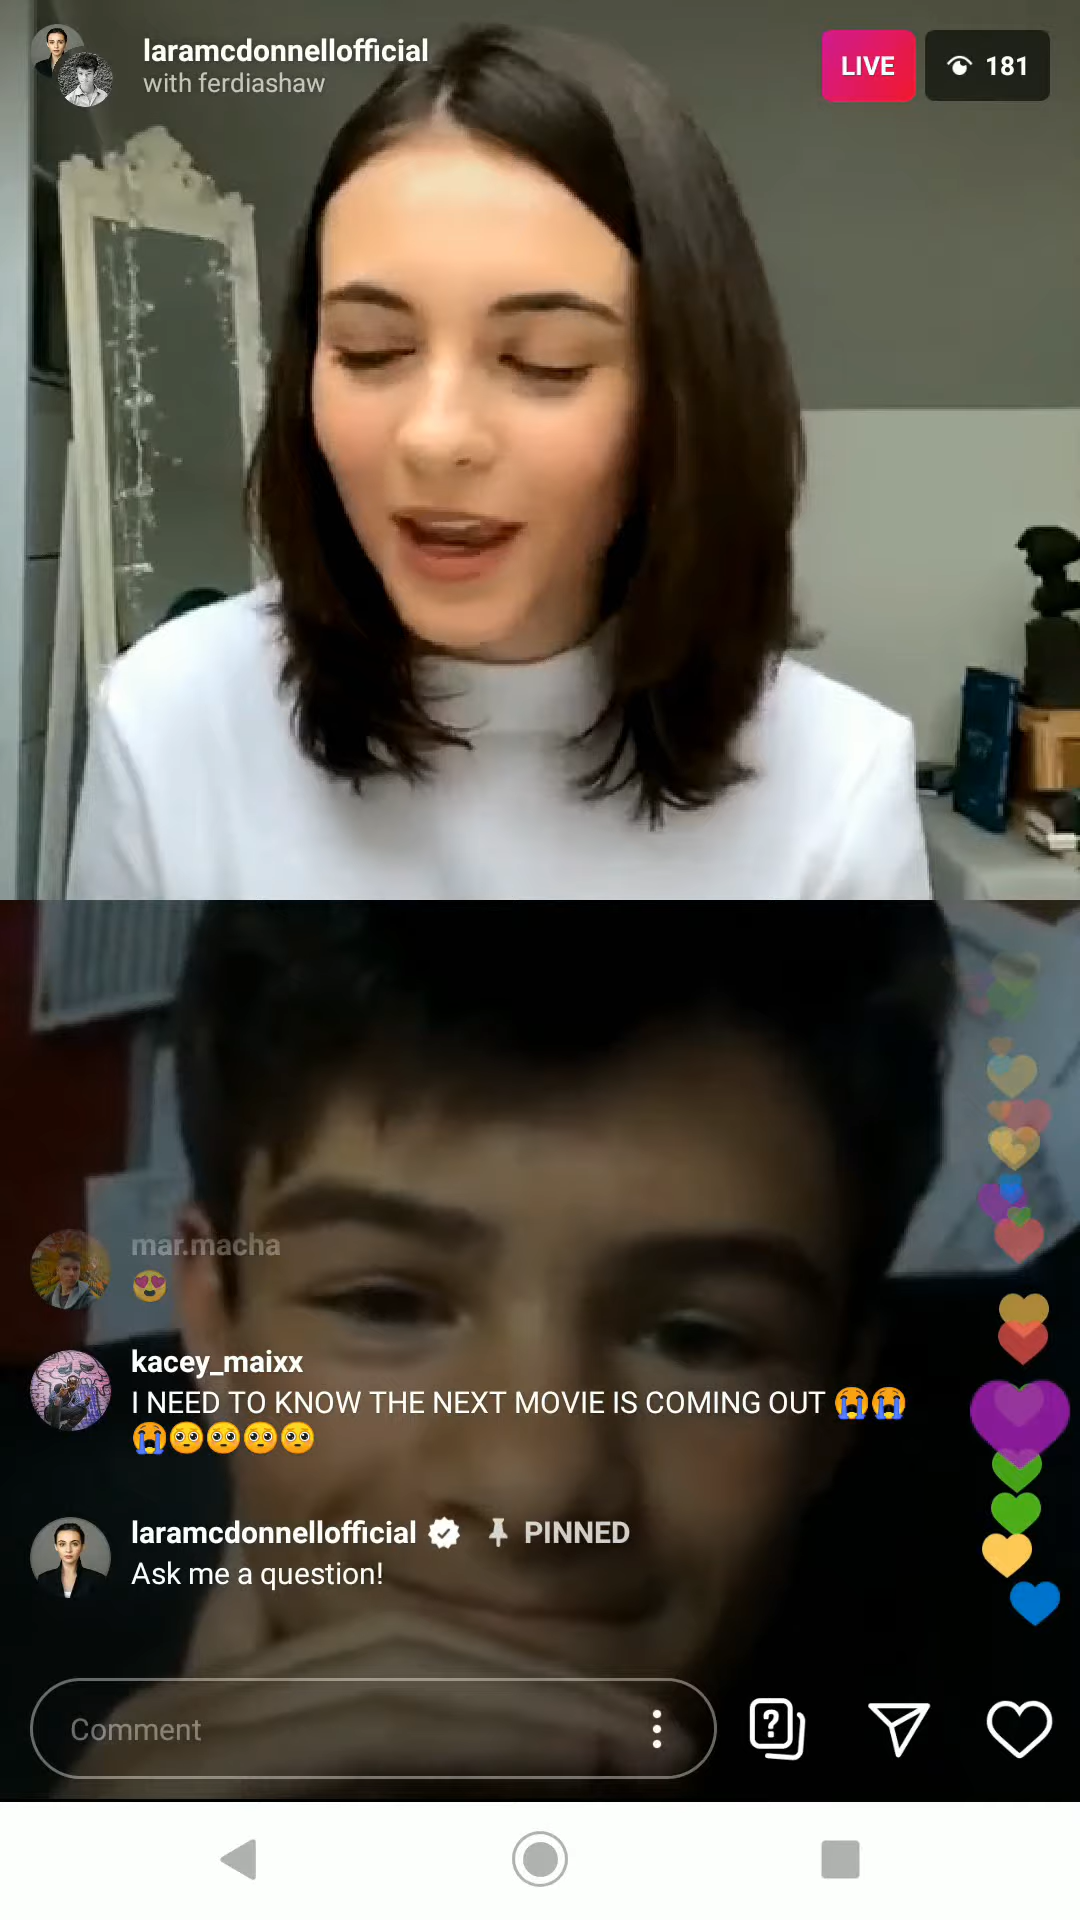 laramcdonnellofficial
with ferdiashaw
LIVE
181
mar.macha
😍
kacey_maixx
I NEED TO KNOW THE NEXT MOVIE IS COMING OUT 😭😭
😭🥺🥺🥺🥺
laramcdonnellofficial PINNED
Ask me a question!
Comment